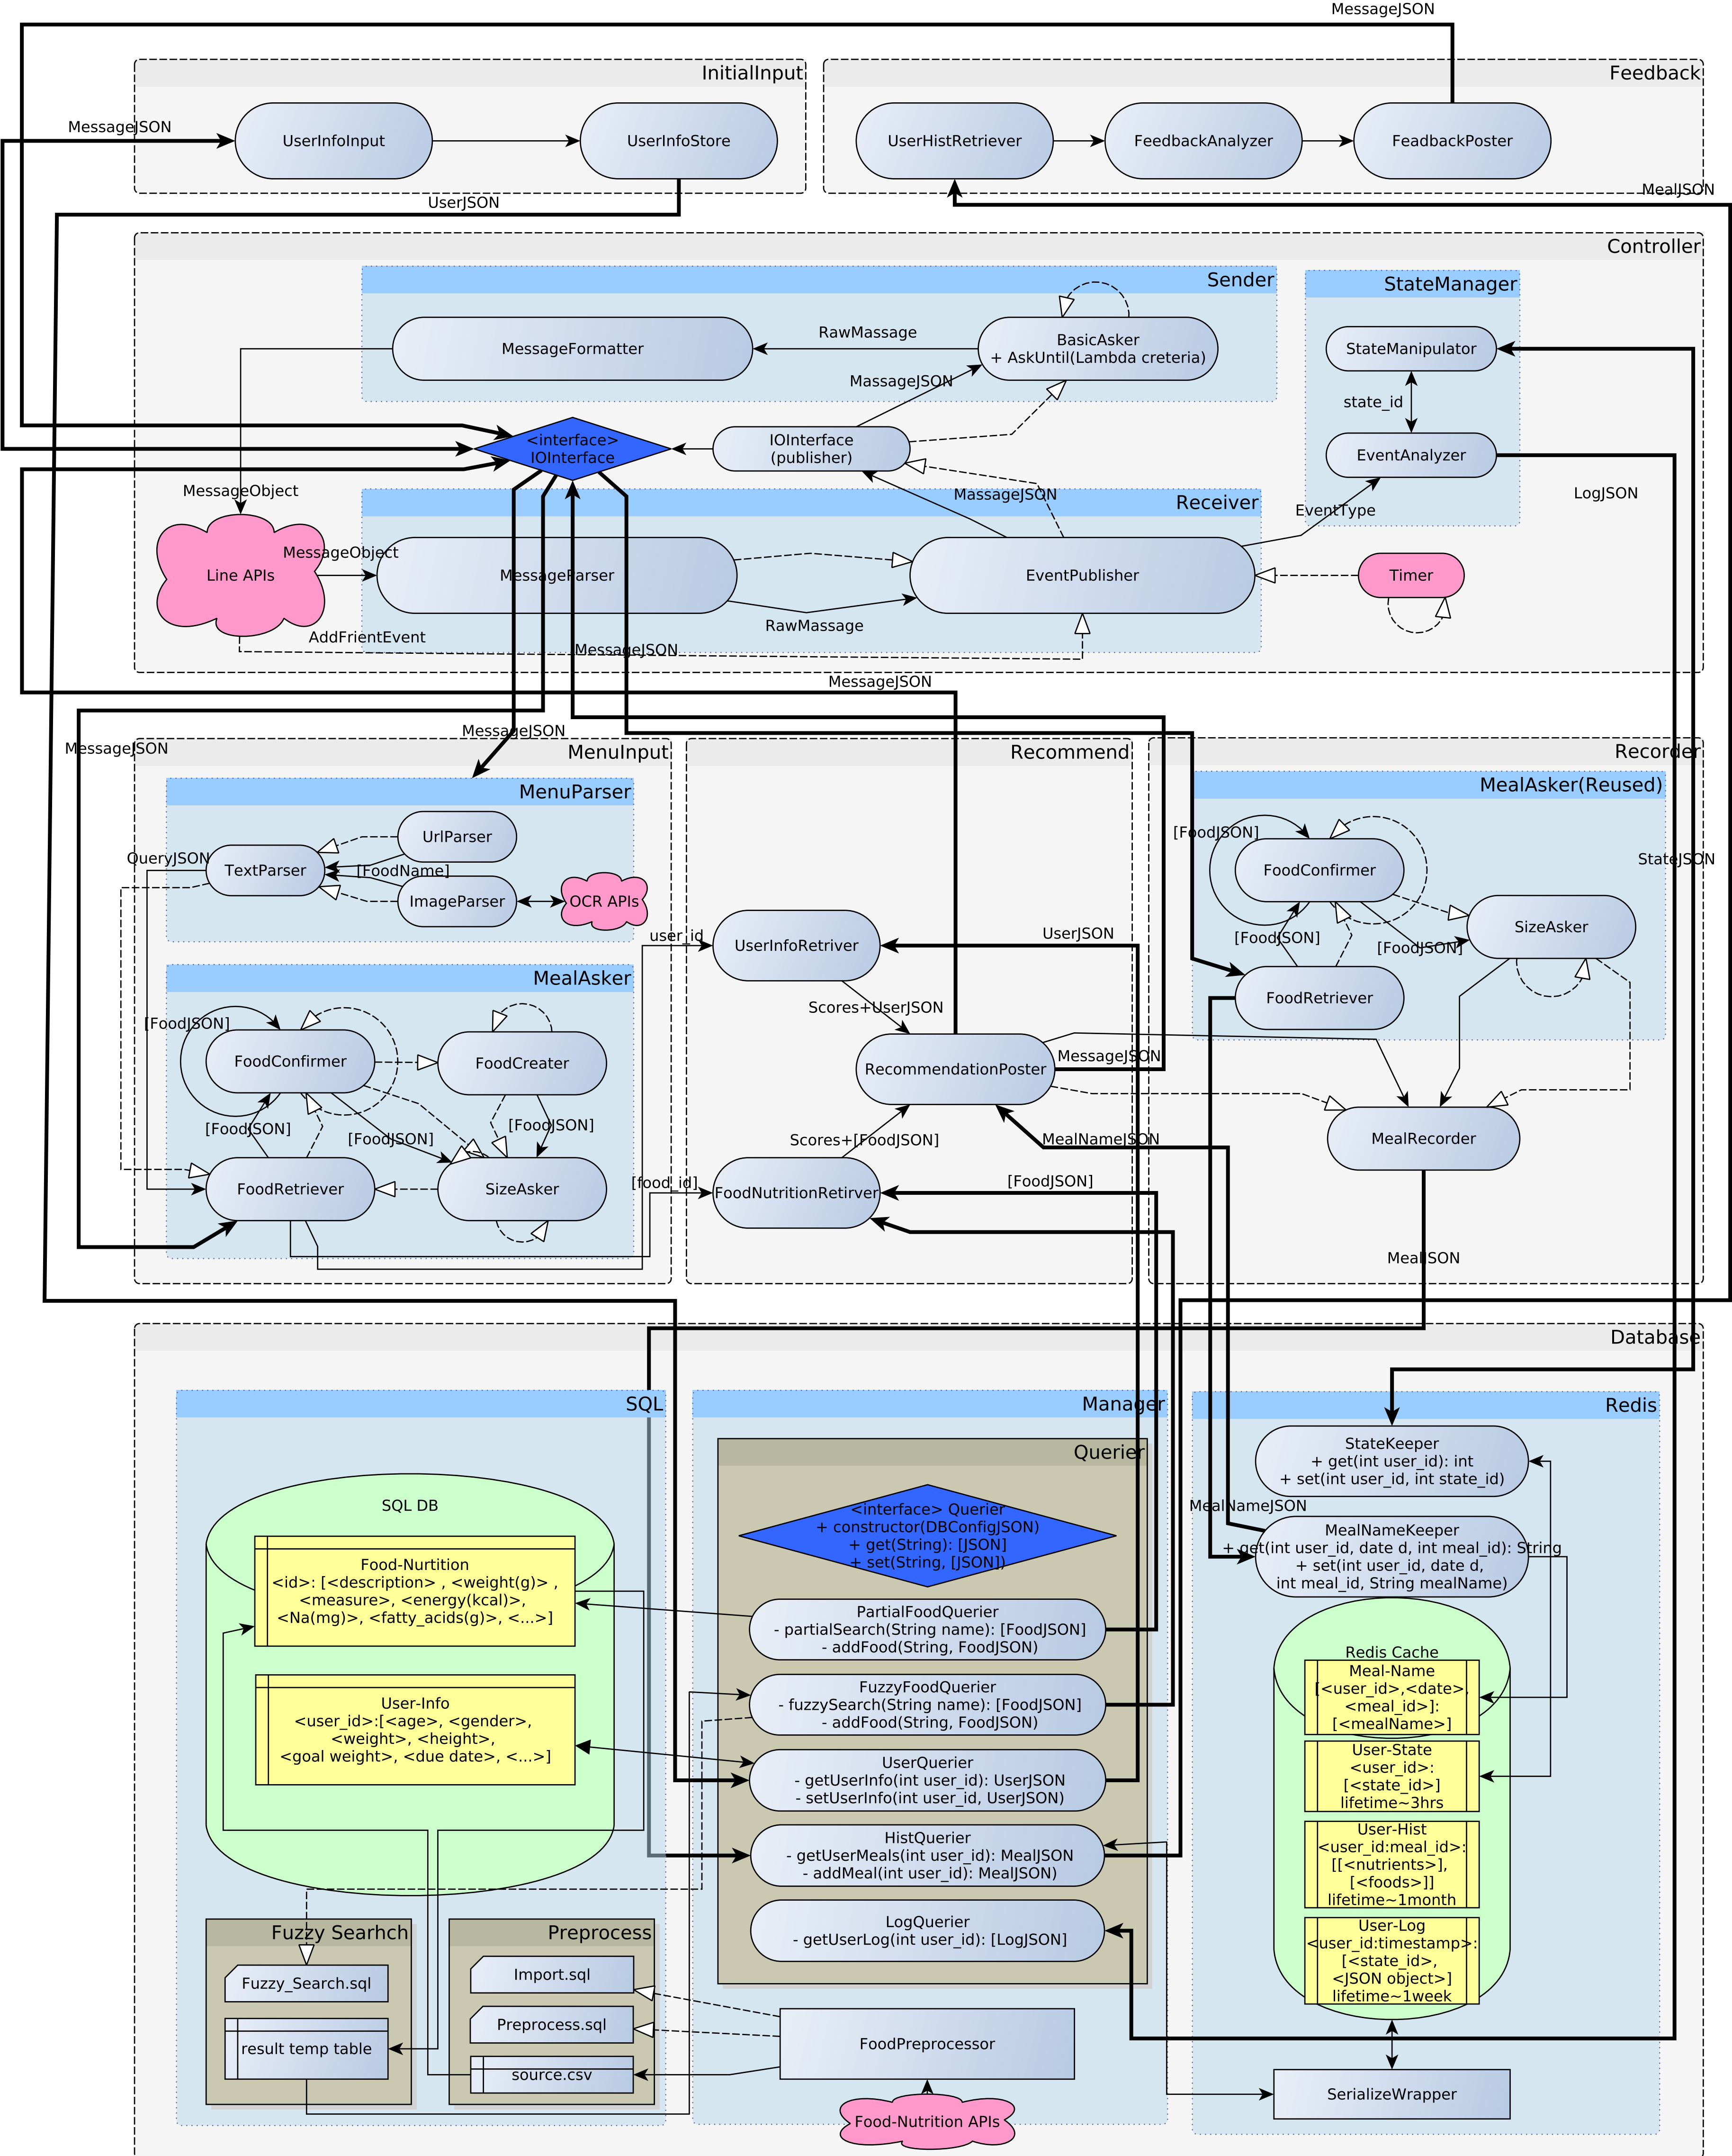 MessageJSON
InitialInput
Feedback
MessageJSON
UserInfoInput
UserInfoStore
UserHistRetriever
FeedbackAnalyzer
FeadbackPoster
MealJSON
UserJSON
Controller
Sender
StateManager
RawMassage
BasicAsker
+ AskUntil(Lambda creteria)
MessageFormatter
StateManipulator
MassageJSON
state_id
<interface>
IOInterface
IOInterface
(publisher)
EventAnalyzer
MessageObject
MassageJSON
LogJSON
Receiver
EventType
MessageObject
Line APIs
MessageParser
EventPublisher
Timer
RawMassage
AddFrientEvent
MessageJSON
MessageJSON
MessageJSON
MessageJSON
MenuInput
Recommend
Recorder
MenuParser
MealAsker(Reused)
UrlParser
[FoodJSON]
QueryJSON
TextParser
[FoodName]
StateJSON
FoodConfirmer
ImageParser
OCR APIs
SizeAsker
user_id
UserInfoRetriver
UserJSON
[FoodJSON]
[FoodJSON]
MealAsker
FoodRetriever
Scores+UserJSON
[FoodJSON]
FoodConfirmer
FoodCreater
MessageJSON
RecommendationPoster
[FoodJSON]
[FoodJSON]
[FoodJSON]
Scores+[FoodJSON]
MealNameJSON
MealRecorder
FoodRetriever
SizeAsker
[food_id]
FoodNutritionRetirver
[FoodJSON]
MealJSON
Database
SQL
Manager
Redis
Querier
StateKeeper
+ get(int user_id): int
+ set(int user_id, int state_id)
SQL DB
<interface> Querier
+ constructor(DBConfigJSON)
+ get(String): [JSON]
+ set(String, [JSON])
MealNameJSON
MealNameKeeper
+ get(int user_id, date d, int meal_id): String
+ set(int user_id, date d,
int meal_id, String mealName)
Food-Nurtition
<id>: [<description> , <weight(g)> ,
<measure>, <energy(kcal)>,
<Na(mg)>, <fatty_acids(g)>, <...>]
PartialFoodQuerier
- partialSearch(String name): [FoodJSON]
- addFood(String, FoodJSON)
Redis Cache
Meal-Name
[<user_id>,<date>,
<meal_id>]:
[<mealName>]
FuzzyFoodQuerier
- fuzzySearch(String name): [FoodJSON]
- addFood(String, FoodJSON)
User-Info
<user_id>:[<age>, <gender>,
<weight>, <height>,
<goal weight>, <due date>, <...>]
User-State
<user_id>:
[<state_id>]
lifetime~3hrs
UserQuerier
- getUserInfo(int user_id): UserJSON
- setUserInfo(int user_id, UserJSON)
HistQuerier
- getUserMeals(int user_id): MealJSON
- addMeal(int user_id): MealJSON)
User-Hist
<user_id:meal_id>:
[[<nutrients>],
[<foods>]]
lifetime~1month
LogQuerier
- getUserLog(int user_id): [LogJSON]
User-Log
<user_id:timestamp>:
[<state_id>,
<JSON object>]
lifetime~1week
Fuzzy Searhch
Preprocess
Fuzzy_Search.sql
Import.sql
Preprocess.sql
result temp table
source.csv
FoodPreprocessor
SerializeWrapper
Food-Nutrition APIs